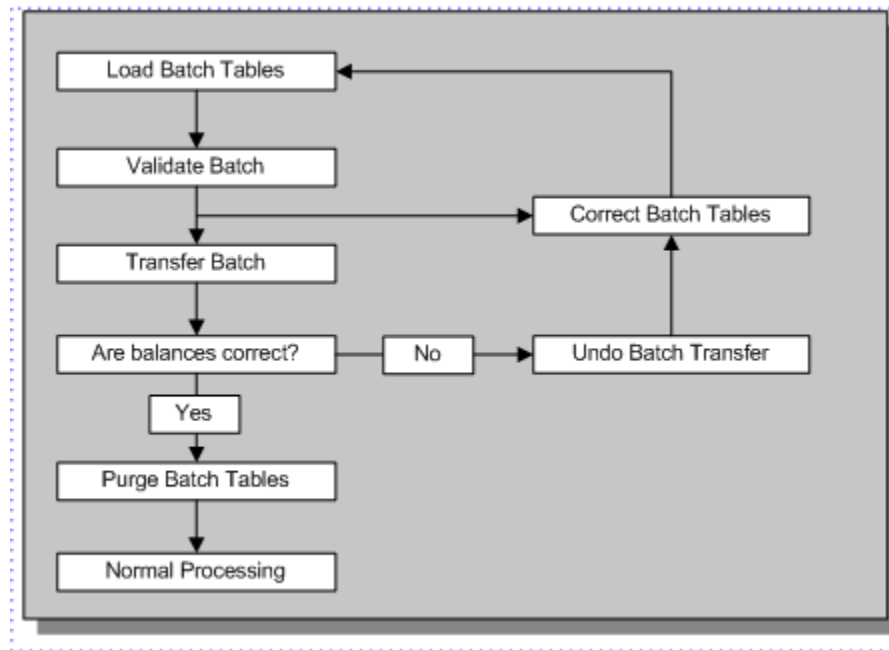 Load Batch Tables
Validate Batch
Correct Batch Tables
Transfer Batch
Are balances correct?
No
Undo Batch Transfer
Yes
Purge Batch Tables
Normal Processing